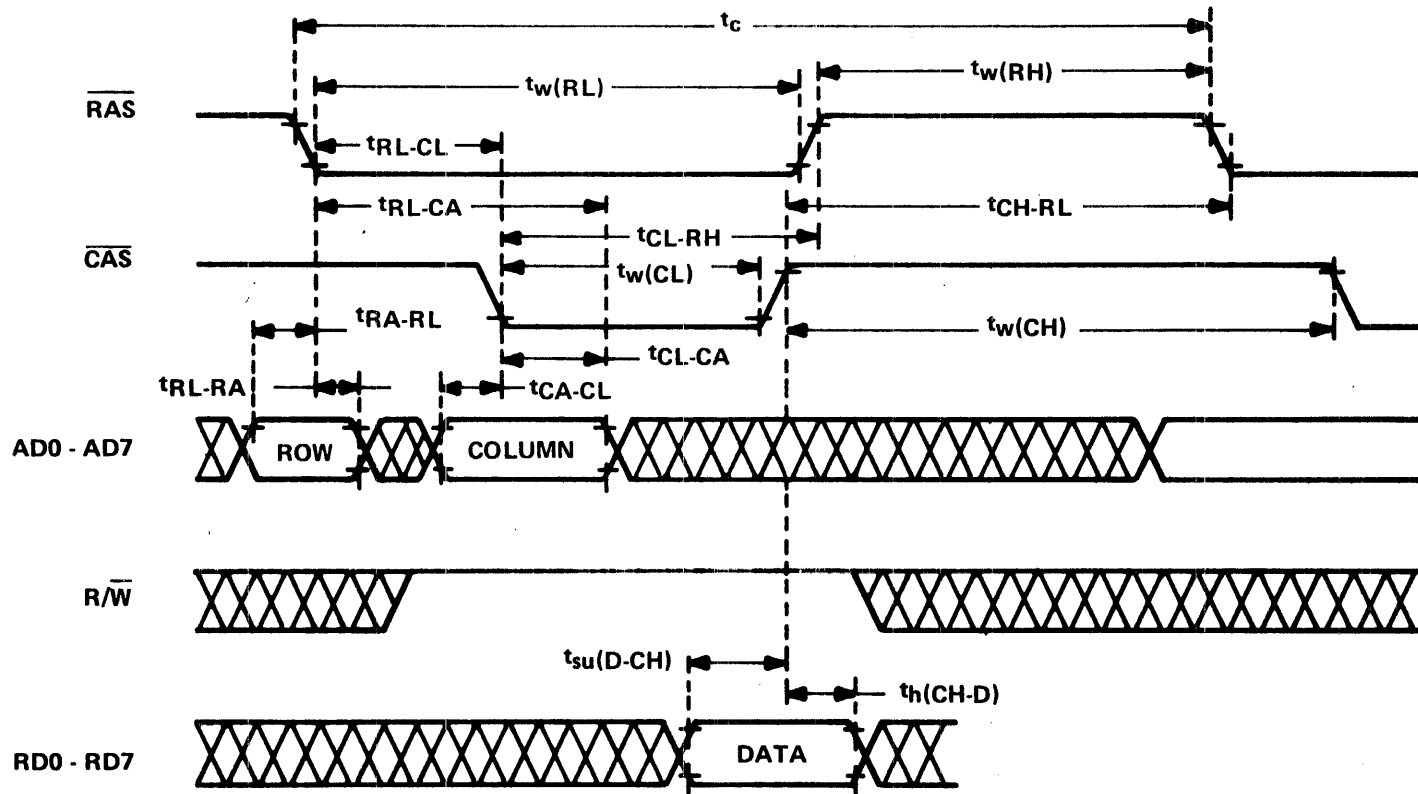 tc
tw(RL)
tw(RH)
RAS
tRL-CL
tRL-CA
tCH-RL
tCL-RH
CAS
tw(CL)
tRA-RL
tw(CH)
tCL-CA
tRL-RA
tCA-CL
AD0 - AD7
ROW
COLUMN
R/W
tsu(D-CH)
th(CH-D)
RD0 - RD7
DATA